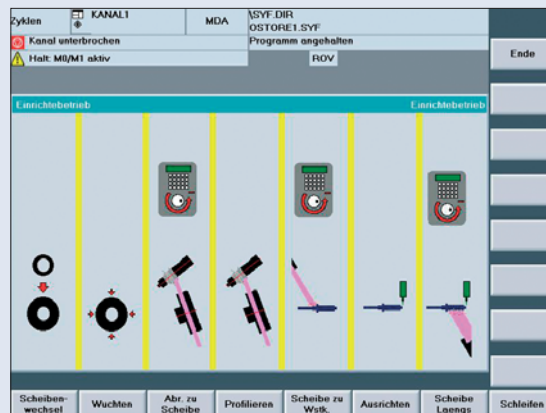 Zyklen
KANAL1
MDA
\SYF.DIR
OSTORE1.SYF
Kanal unterbrochen
Programm angehalten
Halt: M0/M1 aktiv
ROV
Ende
Einrichtebetrieb
Einrichtebetrieb
Scheiben-
wechsel
Wuchten
Abr. zu
Scheibe
Profilieren
Scheibe zu
Wstk.
Ausrichten
Scheibe
Laengs
Schleifen